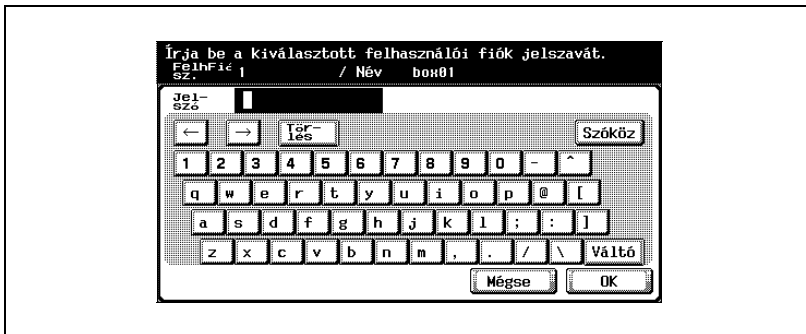 Írja be a kiválasztott felhasználói fiók jelszavát.
FelhFić sz. 1 / Név box01
Jel-szó
← → Tör-lés Szóköz
1 2 3 4 5 6 7 8 9 0 - ^
q w e r t y u i o p @ [
a s d f g h j k l ; : ]
z x c v b n m , . / \ Váltó
Mégse OK